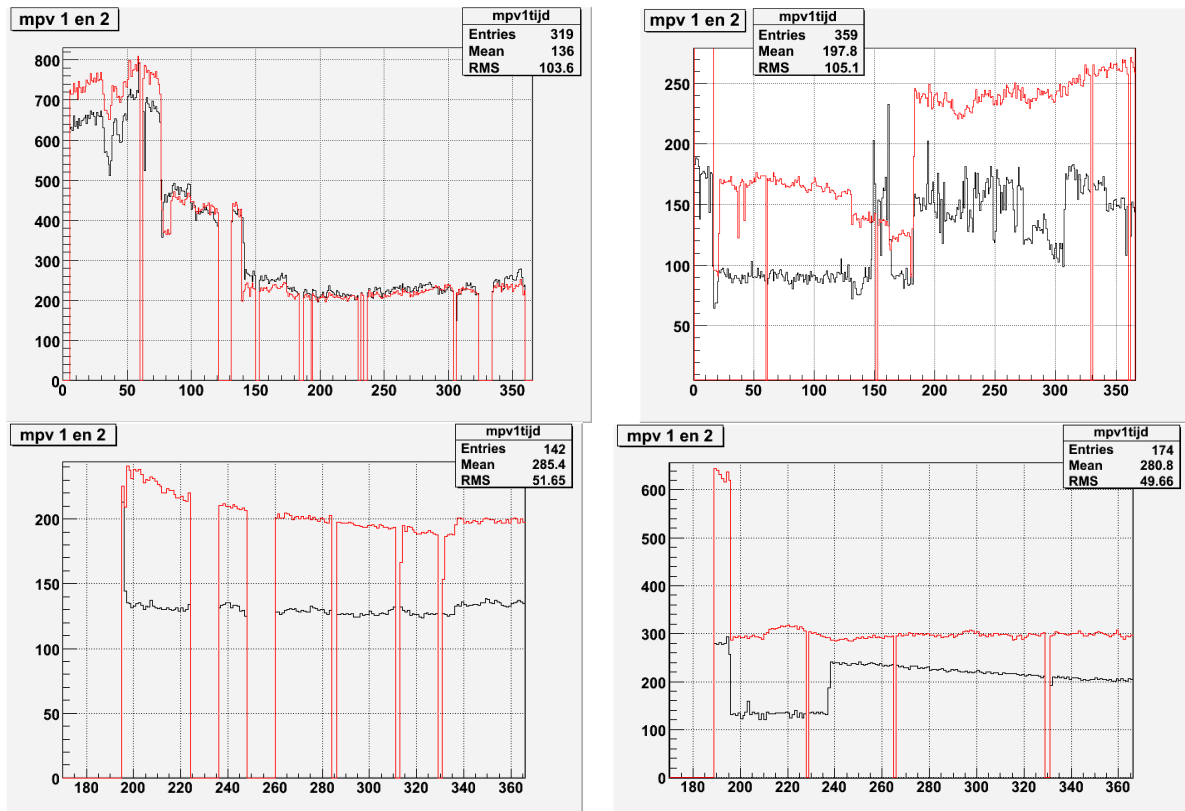 mpv 1 en 2
mpv1tijd
Entries 319
Mean 136
RMS 103.6
800
700
600
500
400
300
200
100
0
0 50 100 150 200 250 300 350
mpv 1 en 2
mpv1tijd
Entries 359
Mean 197.8
RMS 105.1
250
200
150
100
50
0 50 100 150 200 250 300 350
mpv 1 en 2
mpv1tijd
Entries 142
Mean 285.4
RMS 51.65
200
150
100
50
0
180 200 220 240 260 280 300 320 340 360
mpv 1 en 2
mpv1tijd
Entries 174
Mean 280.8
RMS 49.66
600
500
400
300
200
100
0
180 200 220 240 260 280 300 320 340 360